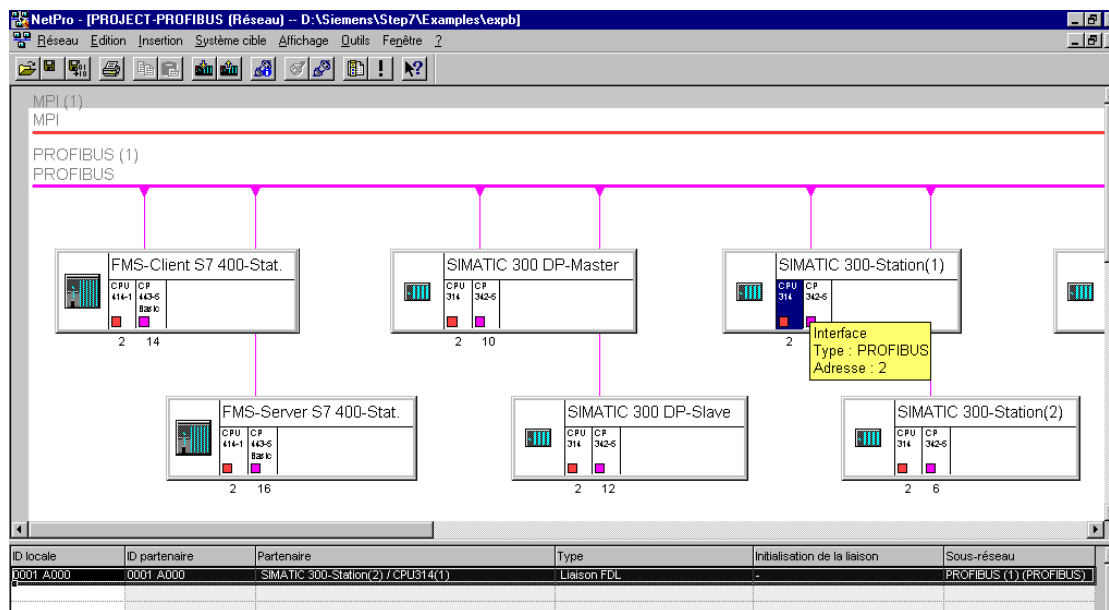 NetPro - [PROJECT-PROFIBUS (Réseau) -- D:\Siemens\Step7\Examples\expb]
Réseau Edition Insertion Système cible Affichage Outils Fenêtre ?
MPI (1)
MPI
PROFIBUS (1)
PROFIBUS
FMS-Client S7 400-Stat.
CPU 414-1
CP 443-5 Basic
2 14
SIMATIC 300 DP-Master
CPU 314
CP 342-5
2 10
SIMATIC 300-Station(1)
CPU 314
CP 342-5
2
Interface
Type : PROFIBUS
Adresse : 2
FMS-Server S7 400-Stat.
CPU 414-1
CP 443-5 Basic
2 16
SIMATIC 300 DP-Slave
CPU 314
CP 342-5
2 12
SIMATIC 300-Station(2)
CPU 314
CP 342-5
2 6
ID locale ID partenaire Partenaire Type Initialisation de la liaison Sous-réseau
0001 A000 0001 A000 SIMATIC 300-Station(2) / CPU314(1) Liaison FDL - PROFIBUS (1) (PROFIBUS)